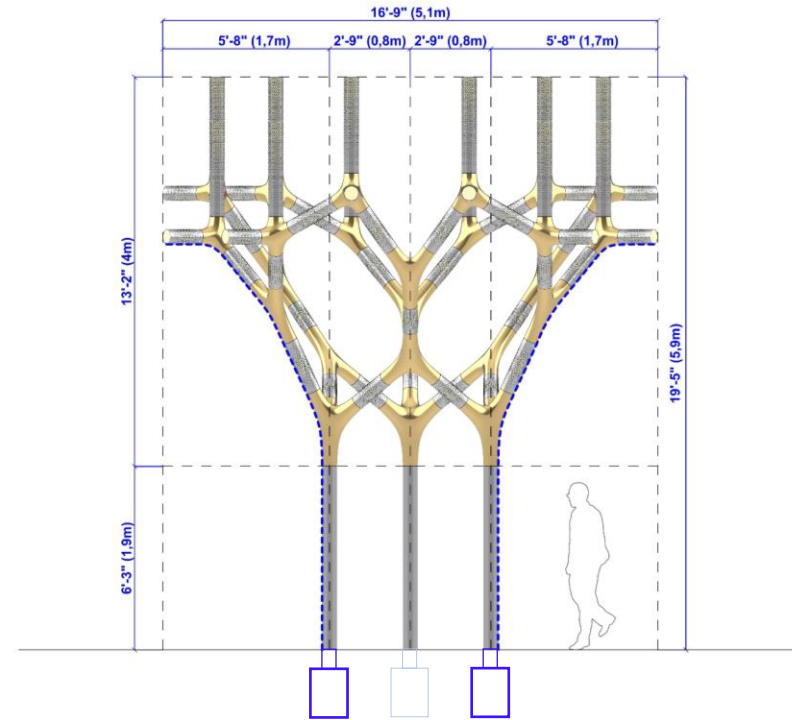 16'-9" (5,1m)
5'-8" (1,7m)
2'-9" (0,8m)
2'-9" (0,8m)
5'-8" (1,7m)
13'-2" (4m)
19'-5" (5,9m)
6'-3" (1,9m)